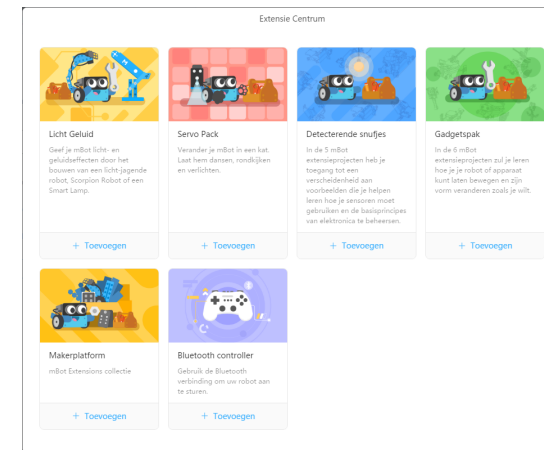 Extensie Centrum
Licht Geluid
Geef je mBot licht- en
geluidseffecten door het
bouwen van een licht-jagende
robot, Scorpion Robot of een
Smart Lamp.
+ Toevoegen
Servo Pack
Verander je mBot in een kat.
Laat hem dansen, rondkijken
en verlichten.
+ Toevoegen
Detecterende snufjes
In de 5 mBot
extensieprojecten heb je
toegang tot een
verscheidenheid aan
voorbeelden die je helpen
leren hoe je sensoren moet
gebruiken en de basisprincipes
van elektronica te beheersen.
+ Toevoegen
Gadgetspak
In de 6 mBot
extensieprojecten zul je leren
hoe je je robot of apparaat
kunt laten bewegen en zijn
vorm veranderen zoals je wilt.
+ Toevoegen
Makerplatform
mBot Extensions collectie
+ Toevoegen
Bluetooth controller
Gebruik de Bluetooth
verbinding om uw robot aan
te sturen.
+ Toevoegen